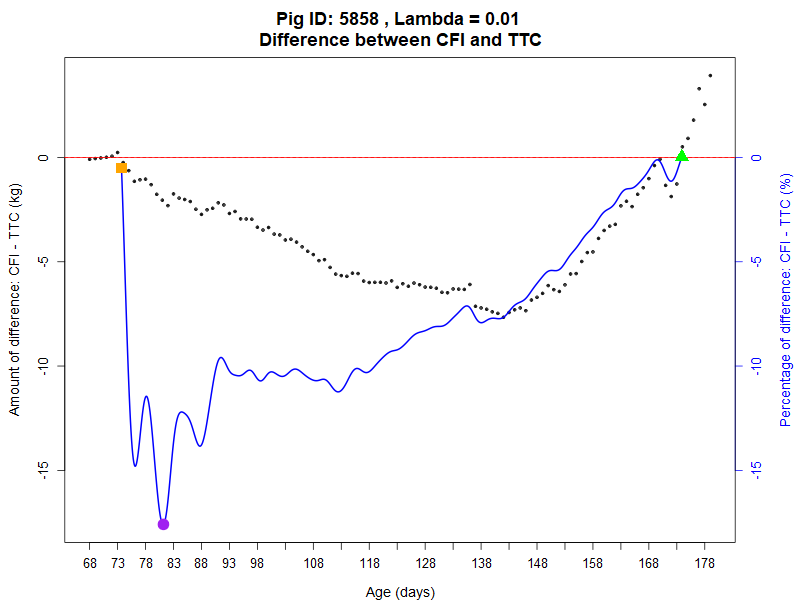 Pig ID: 5858 , Lambda = 0.01
Difference between CFI and TTC
Amount of difference: CFI - TTC (kg)
0
-5
-10
-15
0
-5
-10
-15
Percentage of difference: CFI - TTC (%)
68 73 78 83 88 93 98 108 118 128 138 148 158 168 178
Age (days)